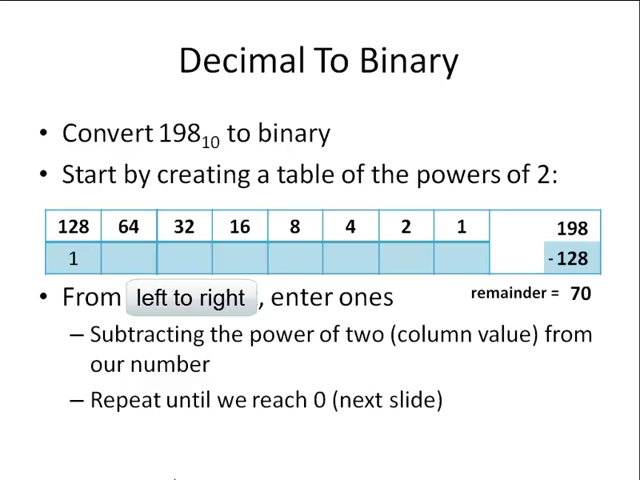 Decimal To Binary
• Convert 198₁₀ to binary
• Start by creating a table of the powers of 2:
128 64 32 16 8 4 2 1 198
1 - 128
• From left to right, enter ones remainder = 70
– Subtracting the power of two (column value) from
our number
– Repeat until we reach 0 (next slide)